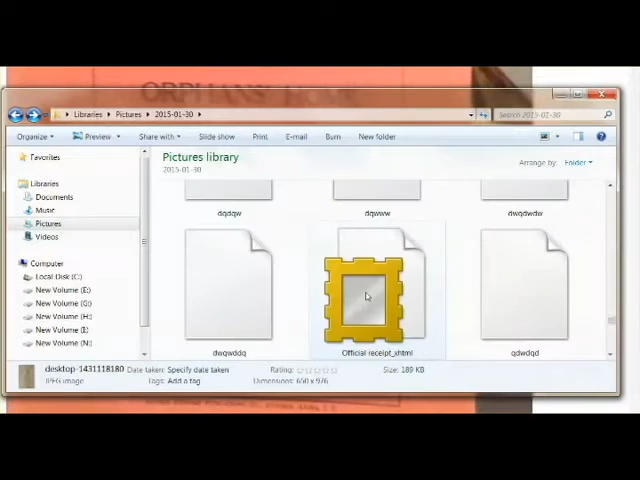 ORPHANS'
Libraries ▸ Pictures ▸ 2015-01-30 ▸
Search 2015-01-30
Organize Preview Share with Slide show Print E-mail Burn New folder
Favorites
Libraries
Documents
Music
Pictures
Videos
Computer
Local Disk (C:)
New Volume (E:)
New Volume (G:)
New Volume (H:)
New Volume (I:)
New Volume (N:)
Pictures library
2015-01-30
Arrange by: Folder
dqdqw dqwww dwqdwdw
dwqwddq Official receipt_xhtml qdwdqd
desktop-1431118180 Date taken: Specify date taken Rating: Size: 189 KB
JPEG image Tags: Add a tag Dimensions: 650 x 976